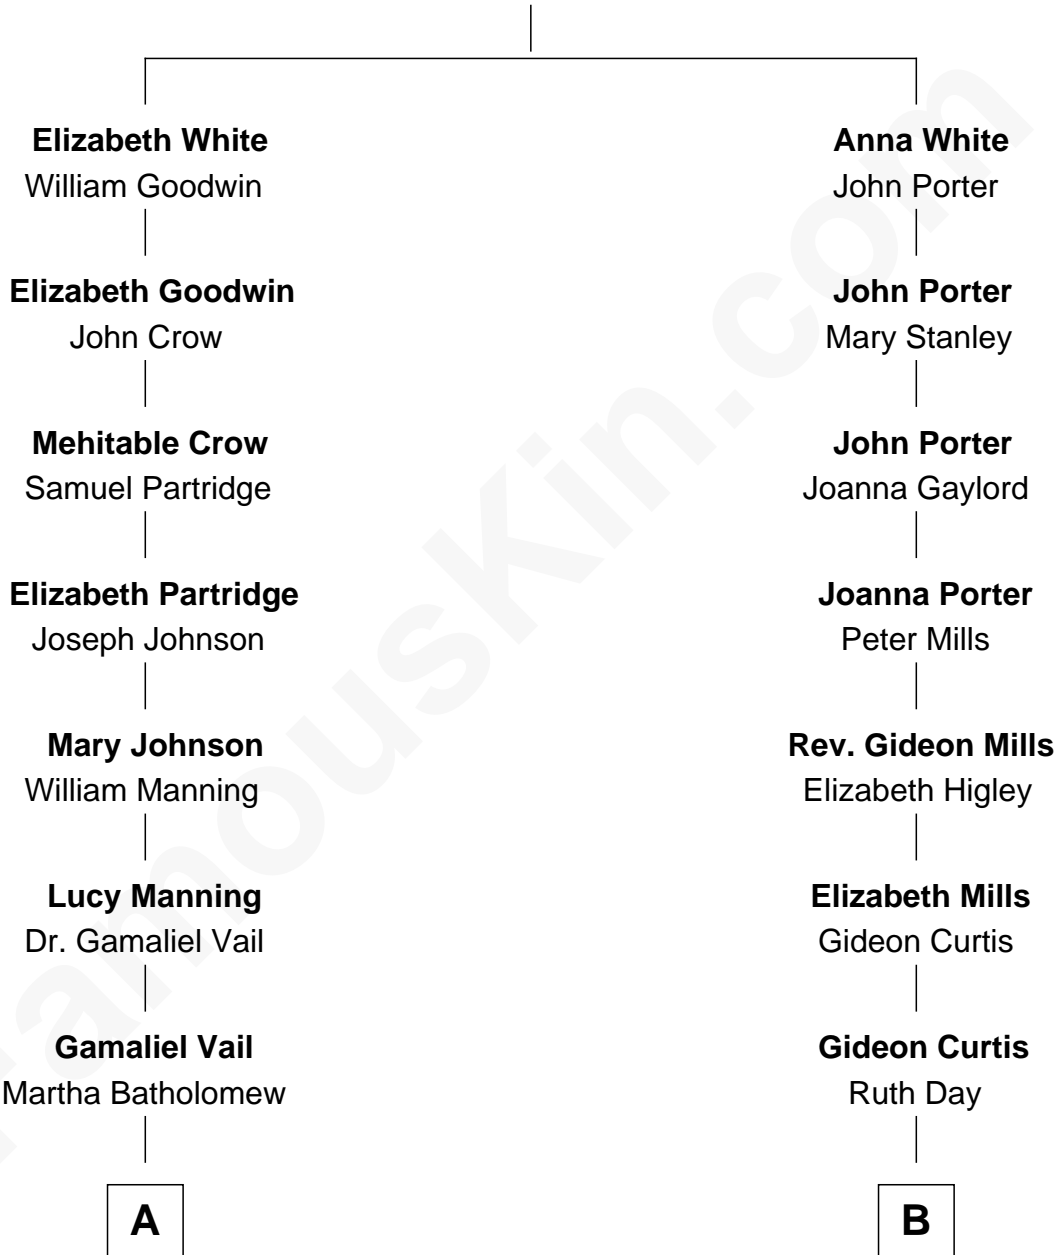 Elizabeth White
William Goodwin
Anna White
John Porter
Elizabeth Goodwin
John Crow
John Porter
Mary Stanley
Mehitable Crow
Samuel Partridge
John Porter
Joanna Gaylord
Elizabeth Partridge
Joseph Johnson
Joanna Porter
Peter Mills
Mary Johnson
William Manning
Rev. Gideon Mills
Elizabeth Higley
Lucy Manning
Dr. Gamaliel Vail
Elizabeth Mills
Gideon Curtis
Gamaliel Vail
Martha Batholomew
Gideon Curtis
Ruth Day
A
B
FamousKin.com